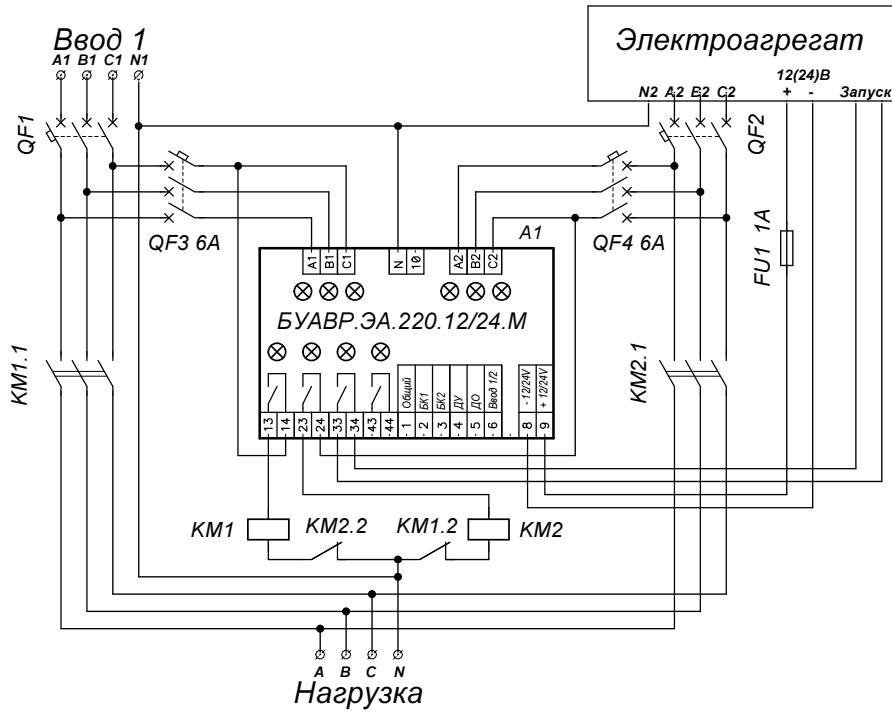 Ввод 1
A1 B1 C1 N1
Электроагрегат
12(24)В
N2 A2 B2 C2 + - Запуск
QF1
QF2
QF3 6A
QF4 6A
A1
FU1 1A
A1 B1 C1 N 10 A2 B2 C2
БУАВР.ЭА.220.12/24.М
KM1.1
KM2.1
Общий БК1 БК2 ДУ ДО Ввод 1/2 - 12/24V + 12/24V
13 14 23 24 33 34 43 44 1 2 3 4 5 6 8 9
KM1 KM2.2 KM1.2 KM2
A B C N
Нагрузка